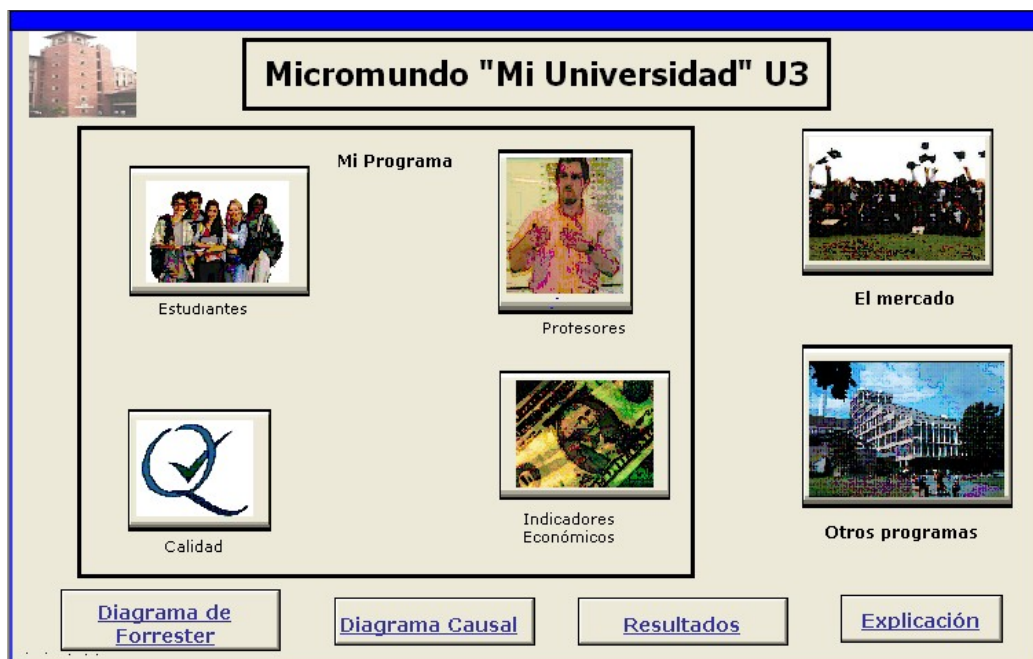 Micromundo "Mi Universidad" U3
Mi Programa
Estudiantes
Profesores
El mercado
Calidad
Indicadores
Económicos
Otros programas
Diagrama de
Forrester
Diagrama Causal
Resultados
Explicación